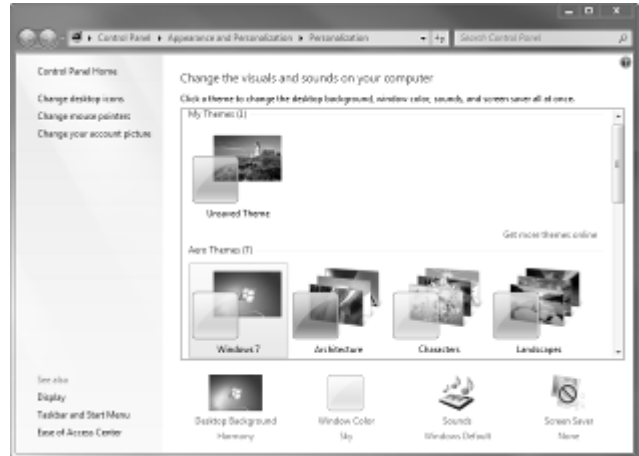 Control Panel ▸ Appearance and Personalization ▸ Personalization
Search Control Panel
Control Panel Home
Change desktop icons
Change mouse pointers
Change your account picture
Change the visuals and sounds on your computer
Click a theme to change the desktop background, window color, sounds, and screen saver all at once.
My Themes (1)
Unsaved Theme
Get more themes online
Aero Themes (7)
Windows 7
Architecture
Characters
Landscapes
See also
Display
Taskbar and Start Menu
Ease of Access Center
Desktop Background
Harmony
Window Color
Sky
Sounds
Windows Default
Screen Saver
None